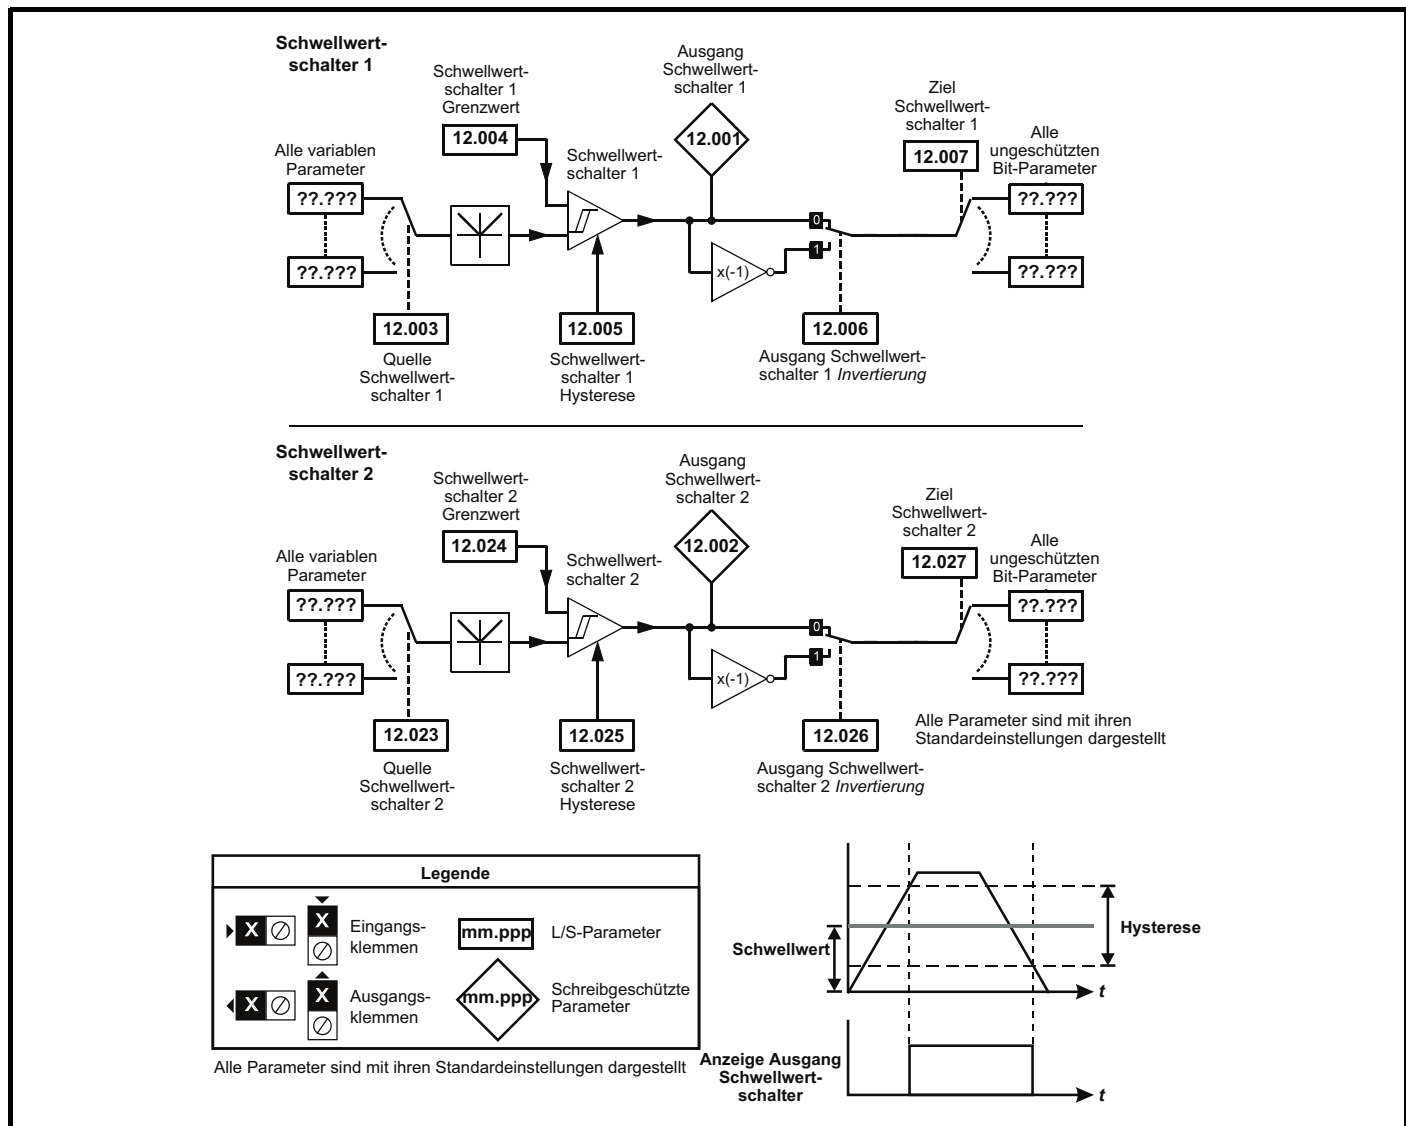 Schwellwert-
schalter 1
Schwellwert-
schalter 1
Grenzwert
12.004
Ausgang
Schwellwert-
schalter 1
12.001
Ziel
Schwellwert-
schalter 1
12.007
Alle
ungeschützten
Bit-Parameter
??.???
??.???
Alle variablen
Parameter
??.???
??.???
Schwellwert-
schalter 1
0
1
x(-1)
12.003
Quelle
Schwellwert-
schalter 1
12.005
Schwellwert-
schalter 1
Hysterese
12.006
Ausgang Schwellwert-
schalter 1 Invertierung
Schwellwert-
schalter 2
Schwellwert-
schalter 2
Grenzwert
12.024
Ausgang
Schwellwert-
schalter 2
12.002
Ziel
Schwellwert-
schalter 2
12.027
Alle
ungeschützten
Bit-Parameter
??.???
??.???
Alle variablen
Parameter
??.???
??.???
Schwellwert-
schalter 2
0
1
x(-1)
12.023
Quelle
Schwellwert-
schalter 2
12.025
Schwellwert-
schalter 2
Hysterese
12.026
Ausgang Schwellwert-
schalter 2 Invertierung
Alle Parameter sind mit ihren
Standardeinstellungen dargestellt
Legende
X
X
Eingangs-
klemmen
mm.ppp
L/S-Parameter
X
X
Ausgangs-
klemmen
mm.ppp
Schreibgeschützte
Parameter
Alle Parameter sind mit ihren Standardeinstellungen dargestellt
Schwellwert
Hysterese
t
Anzeige Ausgang
Schwellwert-
schalter
t